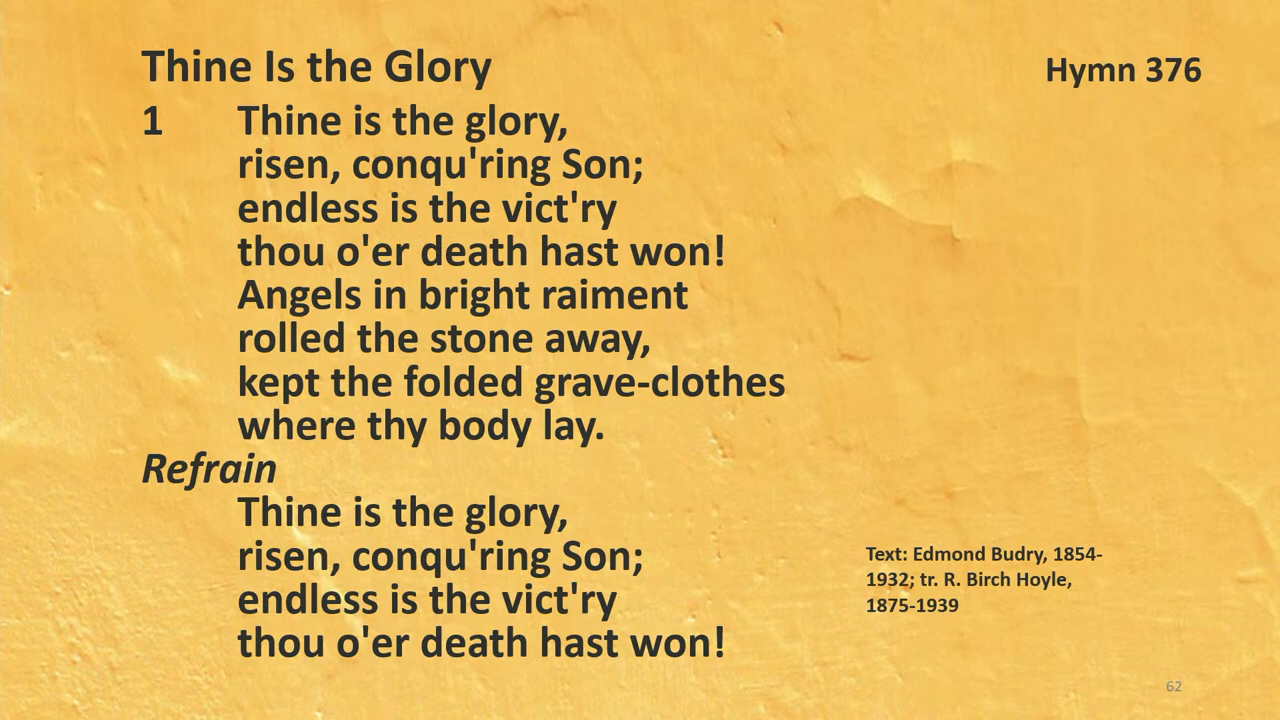 Thine Is the Glory
Hymn 376
1 Thine is the glory,
risen, conqu'ring Son;
endless is the vict'ry
thou o'er death hast won!
Angels in bright raiment
rolled the stone away,
kept the folded grave-clothes
where thy body lay.
Refrain
Thine is the glory,
risen, conqu'ring Son;
endless is the vict'ry
thou o'er death hast won!
Text: Edmond Budry, 1854-
1932; tr. R. Birch Hoyle,
1875-1939
62